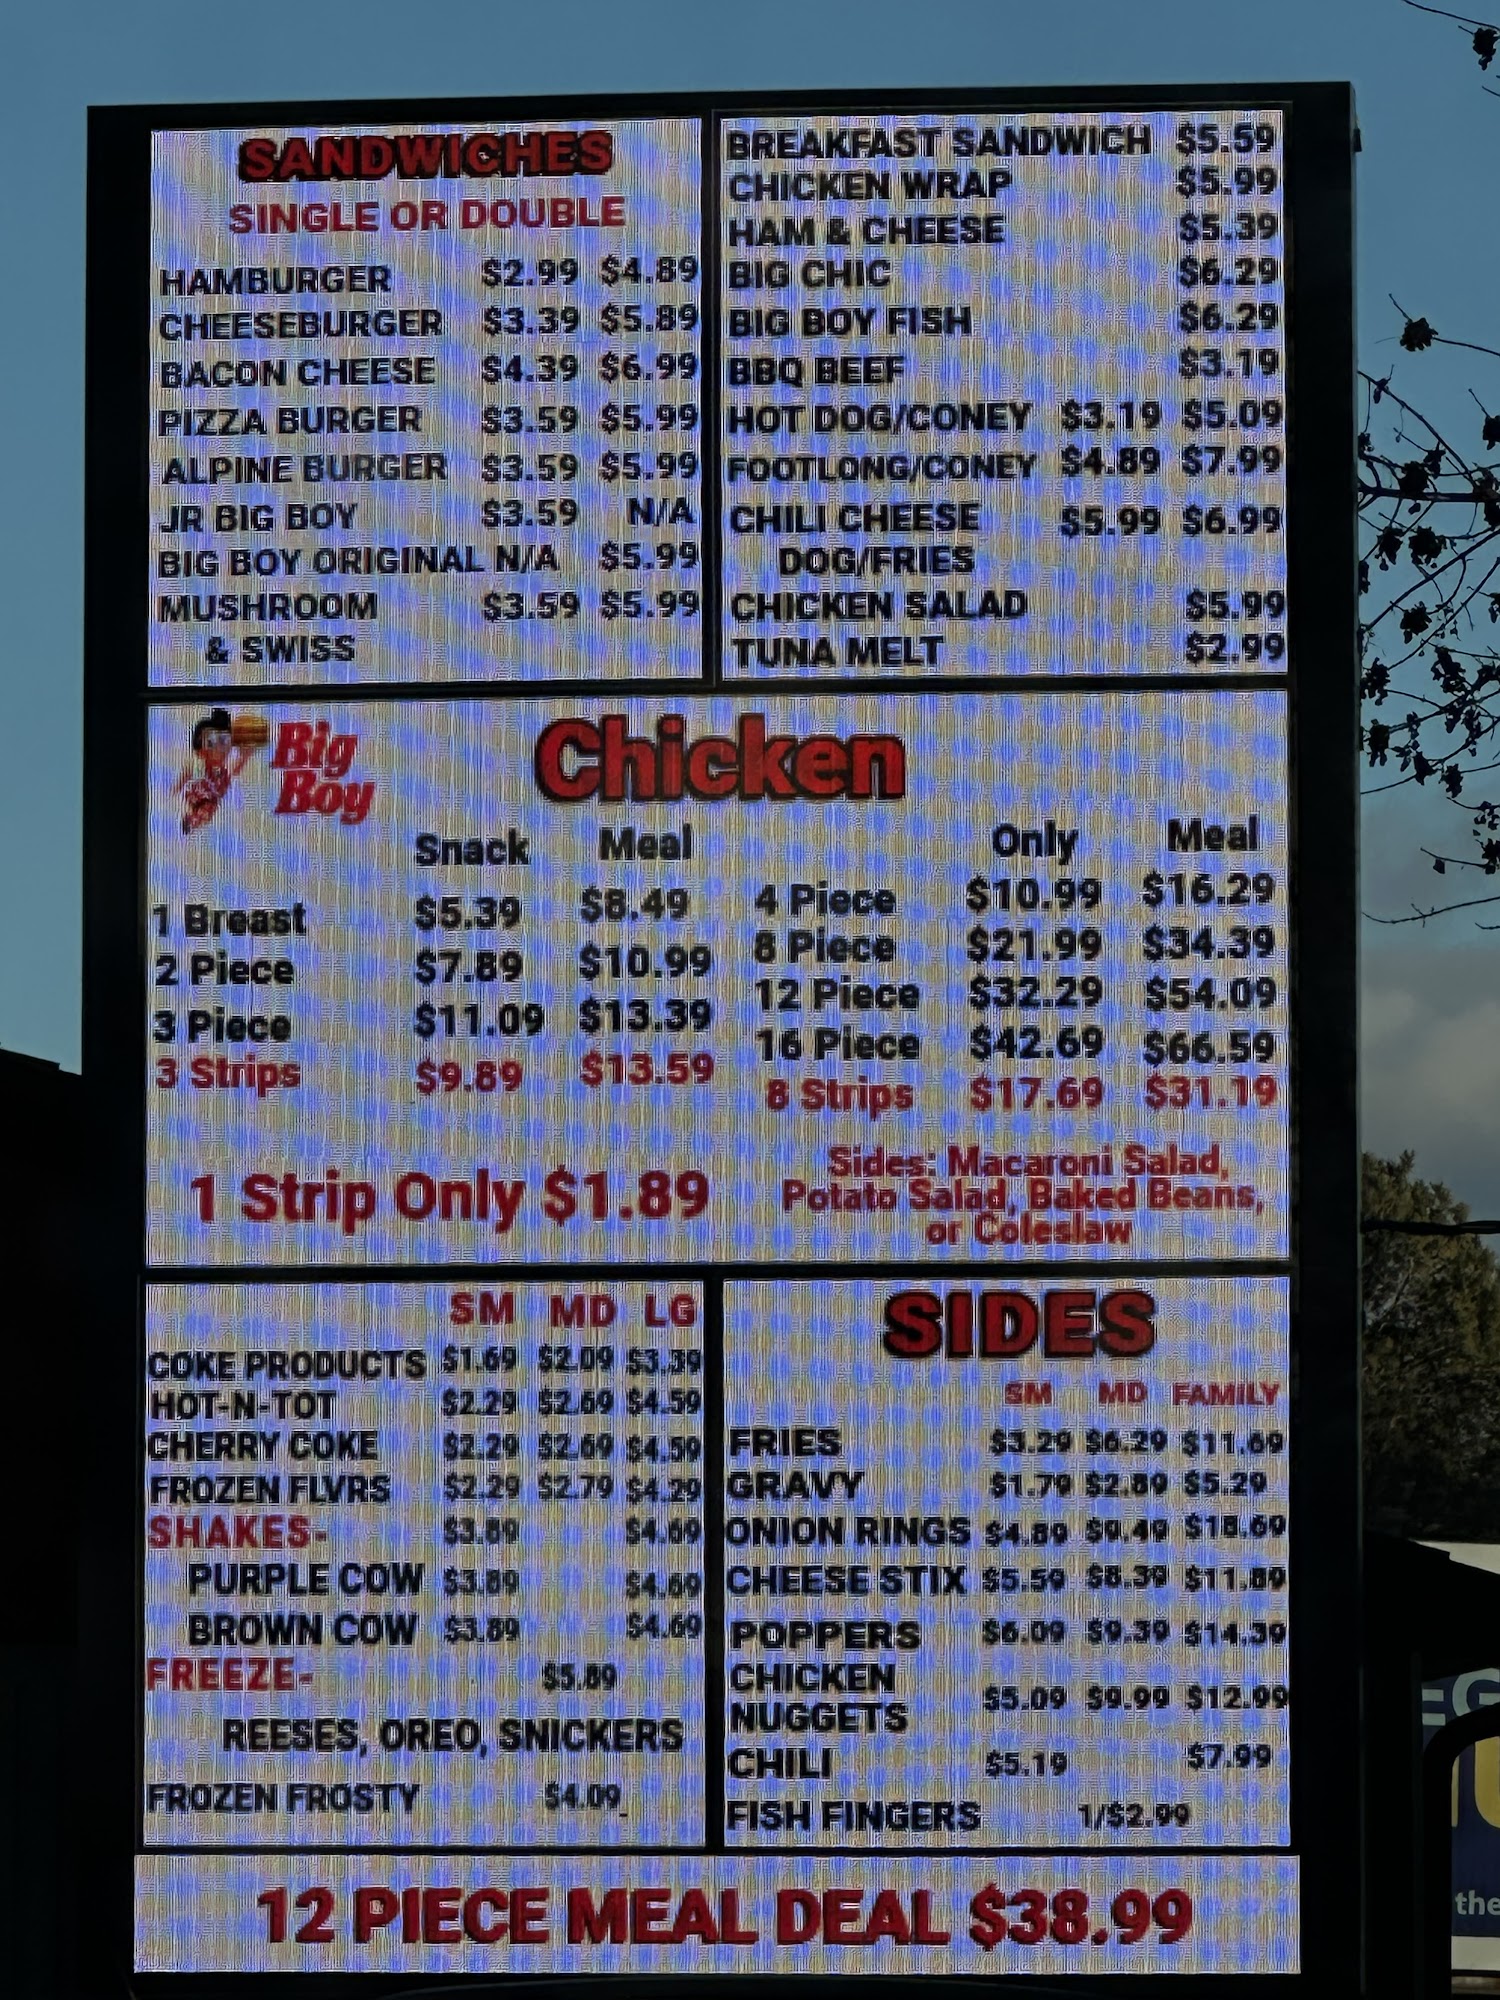 SANDWICHES
SINGLE OR DOUBLE
HAMBURGER $2.99 $4.89
CHEESEBURGER $3.39 $5.89
BACON CHEESE $4.39 $6.99
PIZZA BURGER $3.59 $5.99
ALPINE BURGER $3.59 $5.99
JR BIG BOY $3.59 N/A
BIG BOY ORIGINAL N/A $5.99
MUSHROOM $3.59 $5.99
& SWISS
BREAKFAST SANDWICH $5.59
CHICKEN WRAP $5.99
HAM & CHEESE $5.39
BIG CHIC $6.29
BIG BOY FISH $6.29
BBQ BEEF $3.19
HOT DOG/CONEY $3.19 $5.09
FOOTLONG/CONEY $4.89 $7.99
CHILI CHEESE $5.99 $6.99
DOG/FRIES
CHICKEN SALAD $5.99
TUNA MELT $2.99
Big
Boy
Chicken
Snack Meal
1 Breast $5.39 $8.49
2 Piece $7.89 $10.99
3 Piece $11.09 $13.39
3 Strips $9.89 $13.59
1 Strip Only $1.89
Only Meal
4 Piece $10.99 $16.29
8 Piece $21.99 $34.39
12 Piece $32.29 $54.09
16 Piece $42.69 $66.59
8 Strips $17.69 $31.19
Sides: Macaroni Salad,
Potato Salad, Baked Beans,
or Coleslaw
SM MD LG
COKE PRODUCTS $1.69 $2.09 $3.39
HOT-N-TOT $2.29 $2.69 $4.59
CHERRY COKE $2.29 $2.69 $4.59
FROZEN FLVRS $2.29 $2.79 $4.29
SHAKES- $3.89 $4.69
PURPLE COW $3.89 $4.69
BROWN COW $3.89 $4.69
FREEZE- $5.89
REESES, OREO, SNICKERS
FROZEN FROSTY $4.09
SIDES
SM MD FAMILY
FRIES $3.29 $6.29 $11.69
GRAVY $1.79 $2.89 $5.29
ONION RINGS $4.89 $9.49 $18.69
CHEESE STIX $5.59 $8.39 $11.89
POPPERS $6.09 $9.39 $14.39
CHICKEN
NUGGETS $5.09 $9.99 $12.99
CHILI $5.19 $7.99
FISH FINGERS 1/$2.99
12 PIECE MEAL DEAL $38.99
the